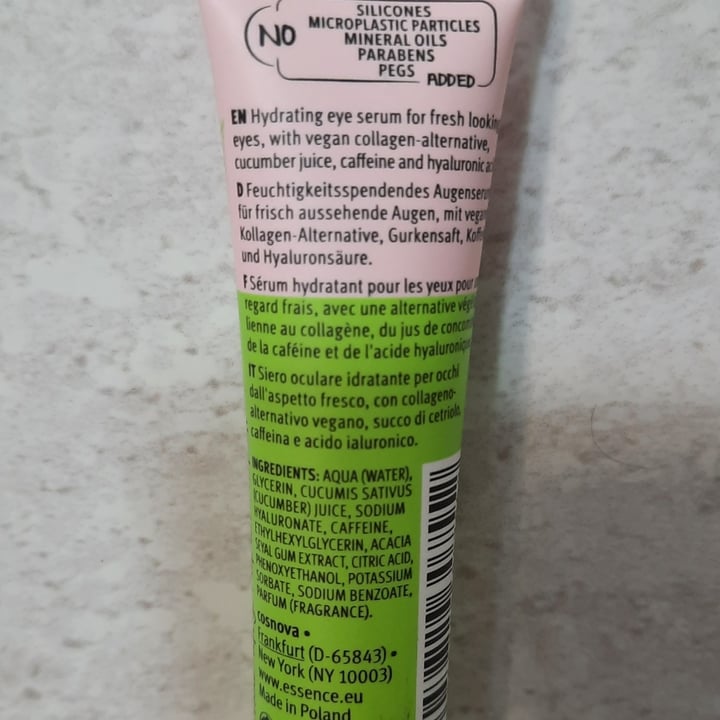 NO
SILICONES
MICROPLASTIC PARTICLES
MINERAL OILS
PARABENS
PEGS
ADDED
EN Hydrating eye serum for fresh lookin
eyes, with vegan collagen-alternative,
cucumber juice, caffeine and hyaluronic
D Feuchtigkeitsspendendes Augenseru
für frisch aussehende Augen, mit vegan
Kollagen-Alternative, Gurkensaft, Koff
und Hyaluronsäure.
F Sérum hydratant pour les yeux pour
regard frais, avec une alternative végé
lienne au collagène, du jus de concom
de la caféine et de l'acide hyaluronique
IT Siero oculare idratante per occhi
dall'aspetto fresco, con collageno-
alternativo vegano, succo di cetriolo,
caffeina e acido ialuronico.
INGREDIENTS: AQUA (WATER),
GLYCERIN, CUCUMIS SATIVUS
(CUCUMBER) JUICE, SODIUM
HYALURONATE, CAFFEINE,
ETHYLHEXYLGLYCERIN, ACACIA
SEYAL GUM EXTRACT, CITRIC ACID,
PHENOXYETHANOL, POTASSIUM
SORBATE, SODIUM BENZOATE,
PARFUM (FRAGRANCE).
cosnova •
Frankfurt (D-65843) •
New York (NY 10003)
www.essence.eu
Made in Poland